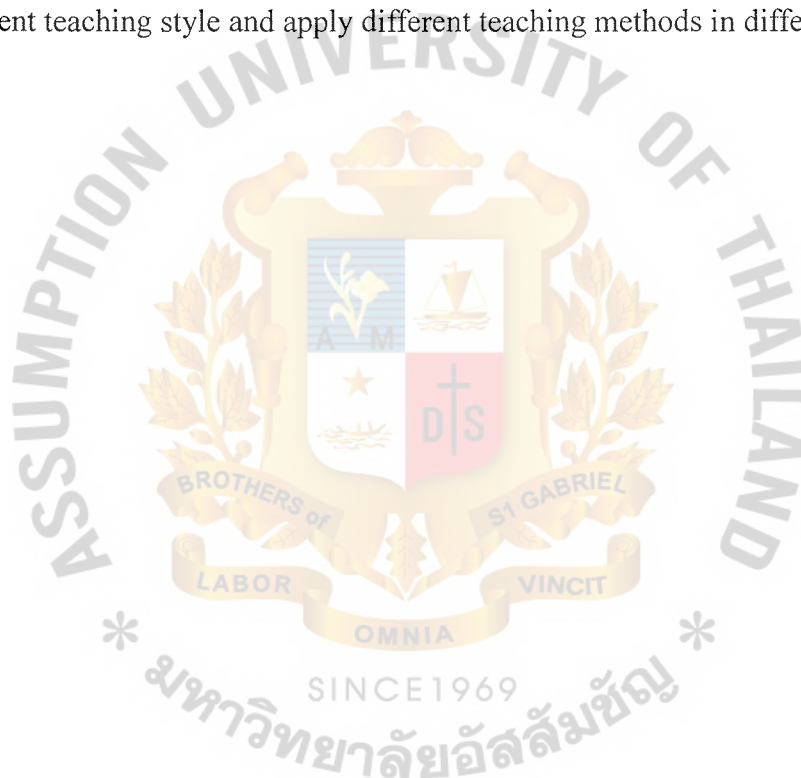 ent teaching style and apply different teaching methods in diffe
ASSUMPTION UNIVERSITY OF THAILAND
A M
D S
BROTHERS of S1 GABRIEL
LABOR OMNIA VINCIT
SINCE1969
* มหาวิทยาลัยอัสสัมชัญ *